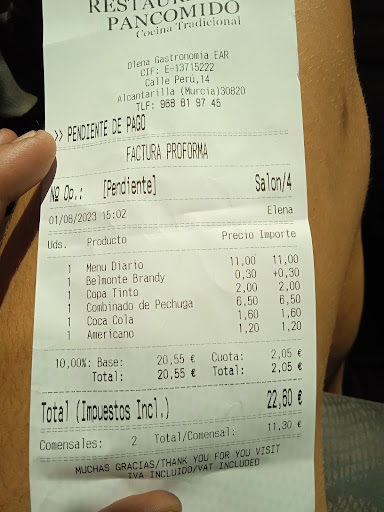 RESTAUR
PANCOMIDO
Cocina Tradicional
Olena Gastronomia EAR
CIF: E-13715222
Calle Perú,14
Alcantarilla (Murcia)30820
TLF: 968 81 97 45
>> PENDIENTE DE PAGO
FACTURA PROFORMA
Nº Op.: [Pendiente] Salon/4
01/08/2023 15:02 Elena
Uds. Producto Precio Importe
1 Menu Diario 11,00 11,00
1 Belmonte Brandy 0,30 +0,30
1 Copa Tinto 2,00 2,00
1 Combinado de Pechuga 6,50 6,50
1 Coca Cola 1,60 1,60
1 Americano 1,20 1,20
10,00%: Base: 20,55 € Cuota: 2,05 €
Total: 20,55 € Total: 2,05 €
Total (Impuestos Incl.) 22,60 €
Comensales: 2 Total/Comensal: 11,30 €
MUCHAS GRACIAS/THANK YOU FOR YOU VISIT
IVA INCLUIDO/VAT INCLUDED